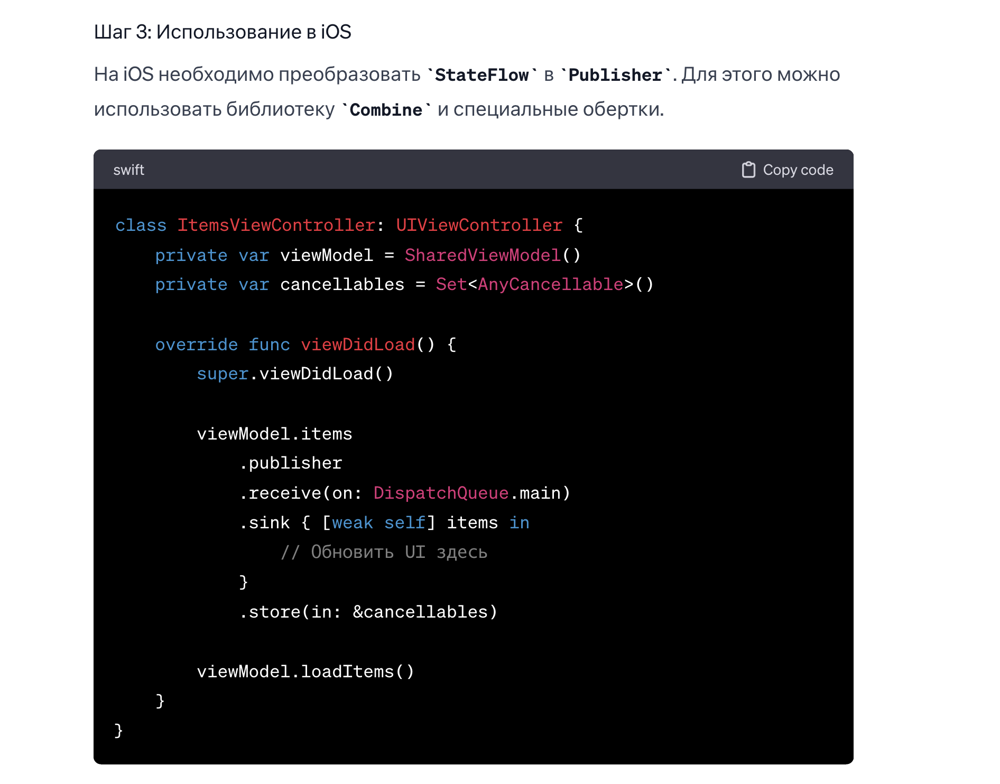 Шаг 3: Использование в iOS
На iOS необходимо преобразовать `StateFlow` в `Publisher`. Для этого можно
использовать библиотеку `Combine` и специальные обертки.
swift
Copy code
class ItemsViewController: UIViewController {
    private var viewModel = SharedViewModel()
    private var cancellables = Set<AnyCancellable>()
    override func viewDidLoad() {
        super.viewDidLoad()
        viewModel.items
            .publisher
            .receive(on: DispatchQueue.main)
            .sink { [weak self] items in
                // Обновить UI здесь
            }
            .store(in: &cancellables)
        viewModel.loadItems()
    }
}